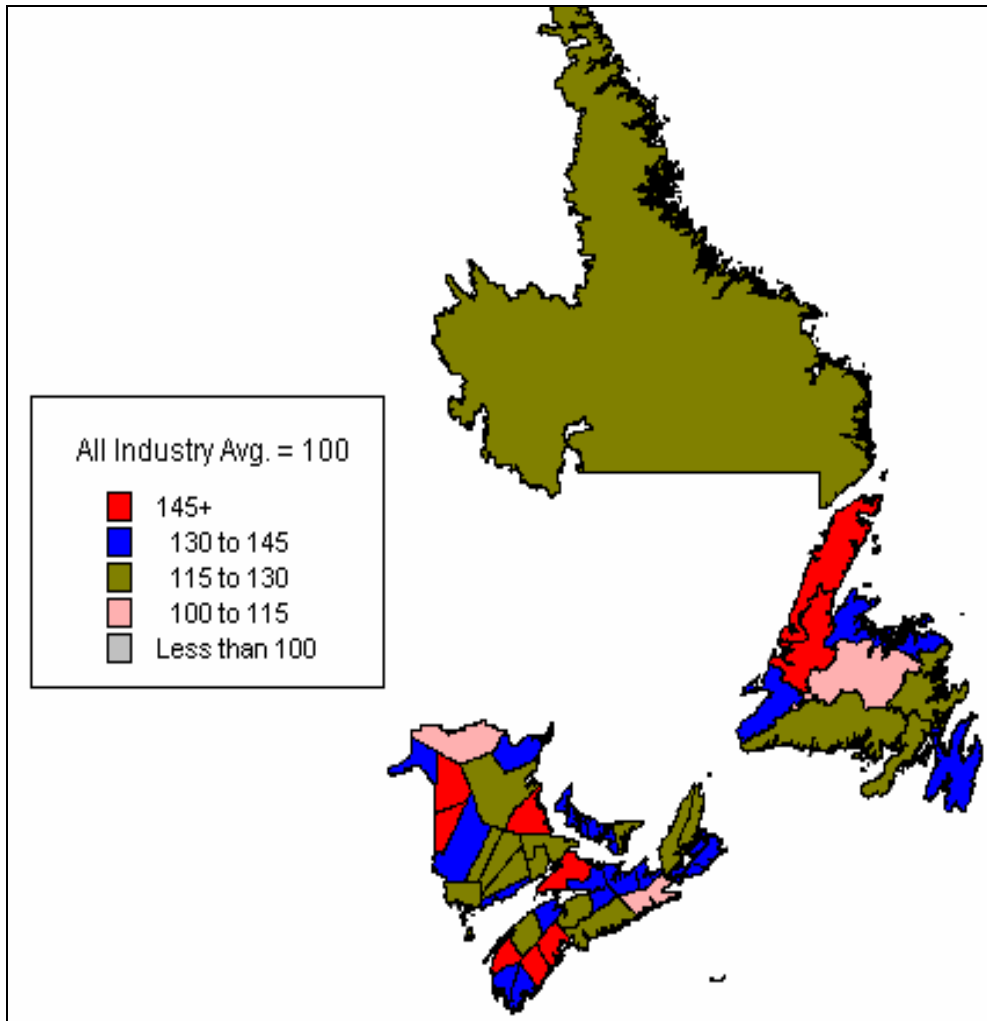 All Industry Avg. = 100
145+
130 to 145
115 to 130
100 to 115
Less than 100